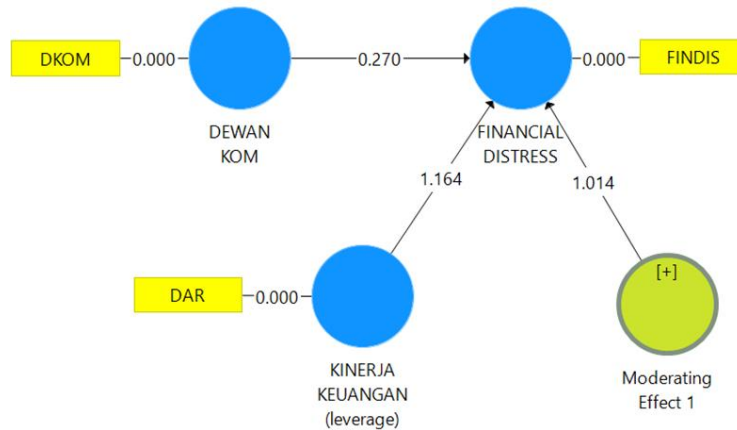 DKOM
0.000
0.270
0.000
FINDIS
DEWAN
KOM
FINANCIAL
DISTRESS
1.164
1.014
DAR
0.000
[+]
KINERJA
KEUANGAN
(leverage)
Moderating
Effect 1